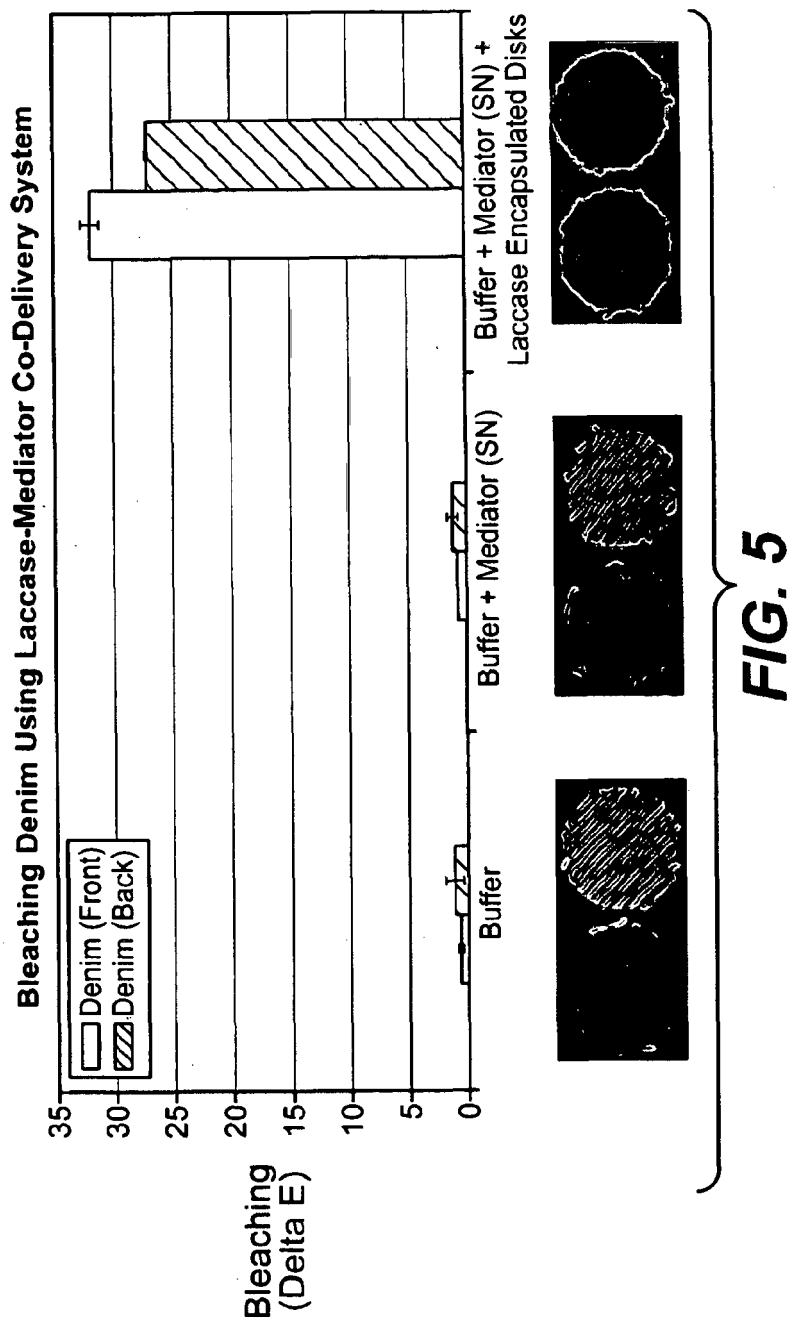 Bleaching Denim Using Laccase-Mediator Co-Delivery System
Denim (Front)
Denim (Back)
Bleaching
(Delta E)
35
30
25
20
15
10
5
0
Buffer
Buffer + Mediator (SN)
Buffer + Mediator (SN) +
Laccase Encapsulated Disks
FIG. 5